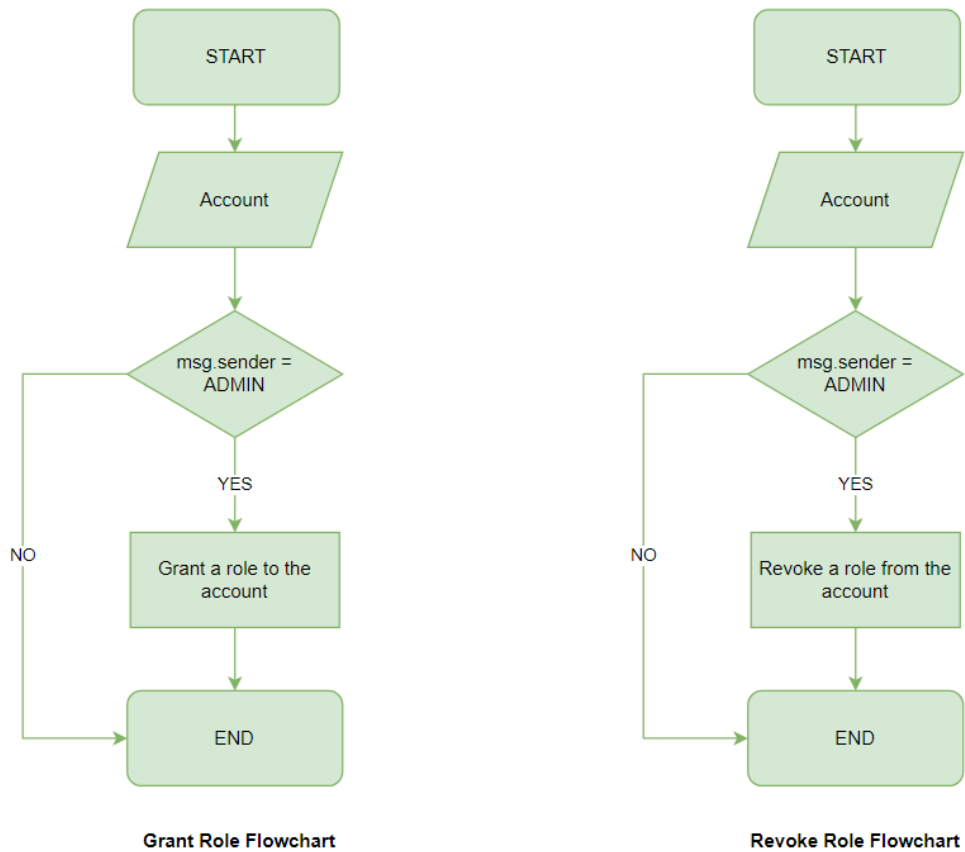 START
Account
msg.sender =
ADMIN
YES
NO
Grant a role to the
account
END
Grant Role Flowchart
START
Account
msg.sender =
ADMIN
YES
NO
Revoke a role from the
account
END
Revoke Role Flowchart